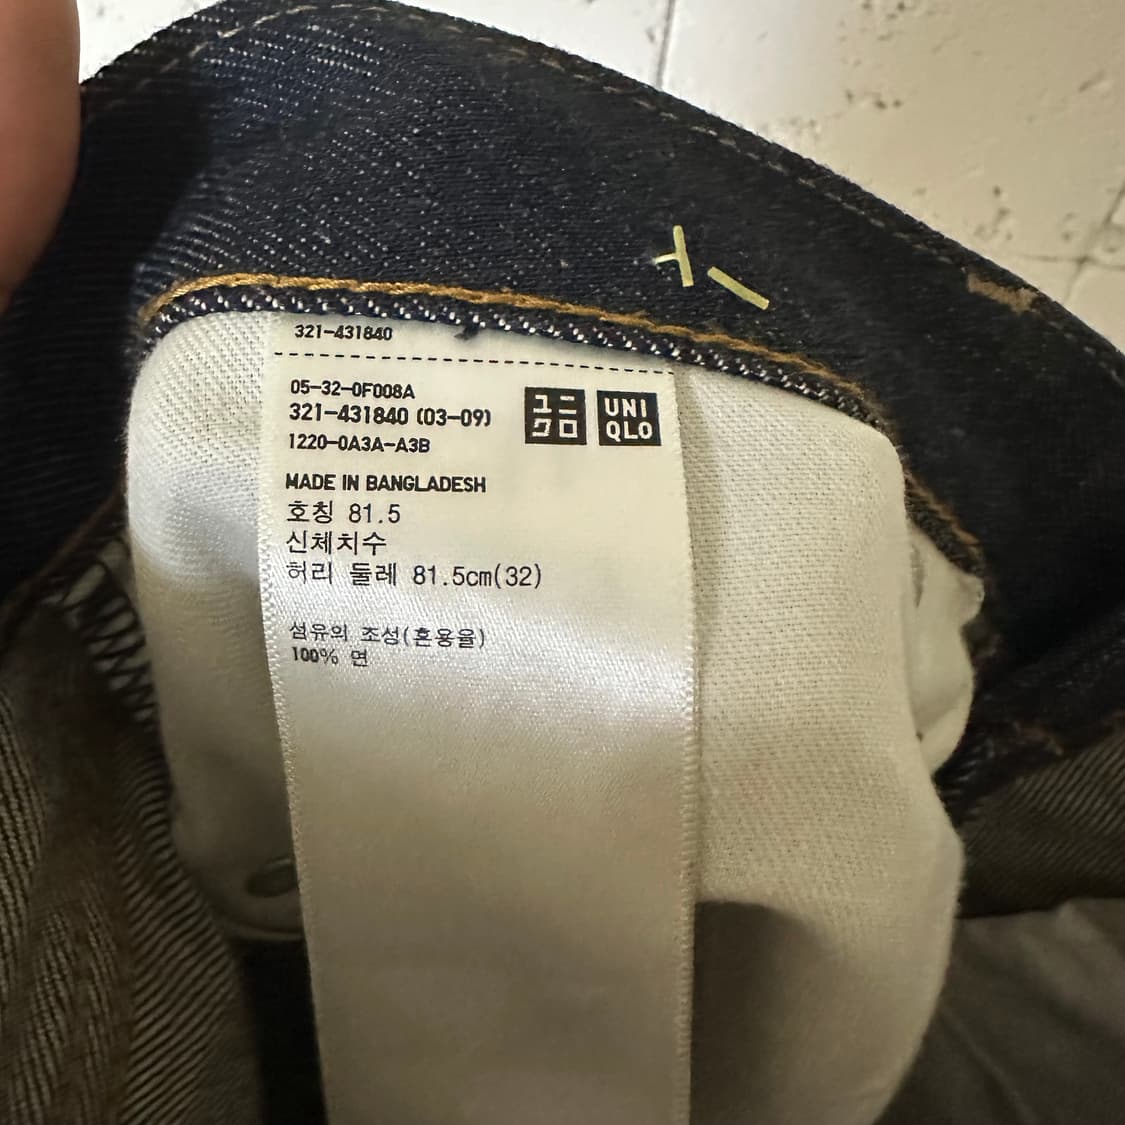 321-431840
05-32-0F008A
321-431840 (03-09)
1220-0A3A-A3B
ユニ
クロ
UNI
QLO
MADE IN BANGLADESH
호칭 81.5
신체치수
허리 둘레 81.5cm(32)
섬유의 조성(혼용율)
100% 면